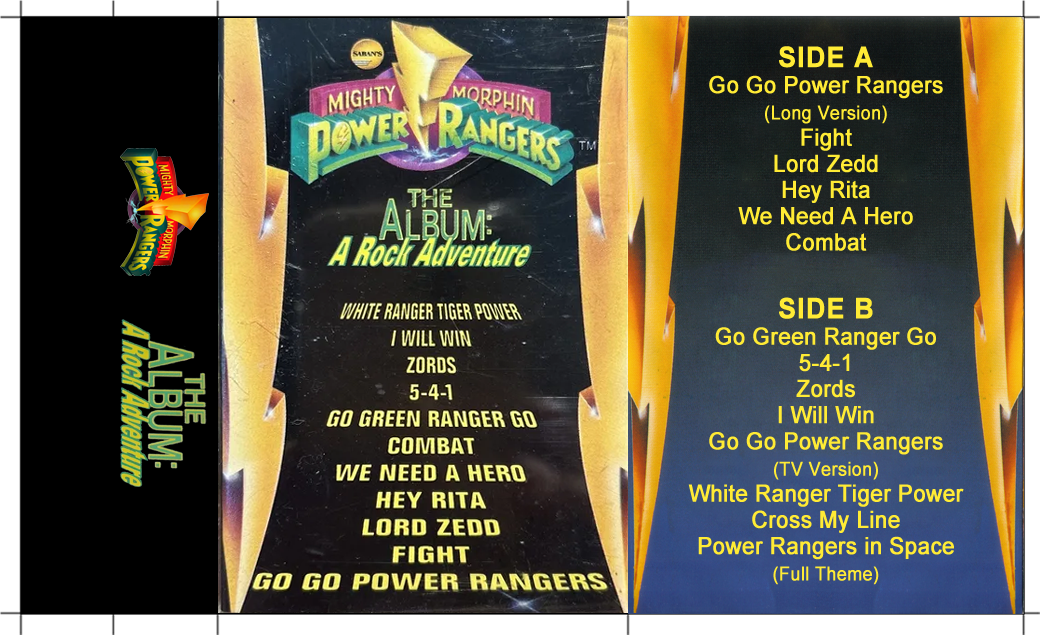 MIGHTY MORPHIN
POWER RANGERS
THE
ALBUM:
A Rock Adventure
SABAN'S
MIGHTY MORPHIN
POWER RANGERS
TM
THE
ALBUM:
A Rock Adventure
WHITE RANGER TIGER POWER
I WILL WIN
ZORDS
5-4-1
GO GREEN RANGER GO
COMBAT
WE NEED A HERO
HEY RITA
LORD ZEDD
FIGHT
GO GO POWER RANGERS
SIDE A
Go Go Power Rangers
(Long Version)
Fight
Lord Zedd
Hey Rita
We Need A Hero
Combat
SIDE B
Go Green Ranger Go
5-4-1
Zords
I Will Win
Go Go Power Rangers
(TV Version)
White Ranger Tiger Power
Cross My Line
Power Rangers in Space
(Full Theme)